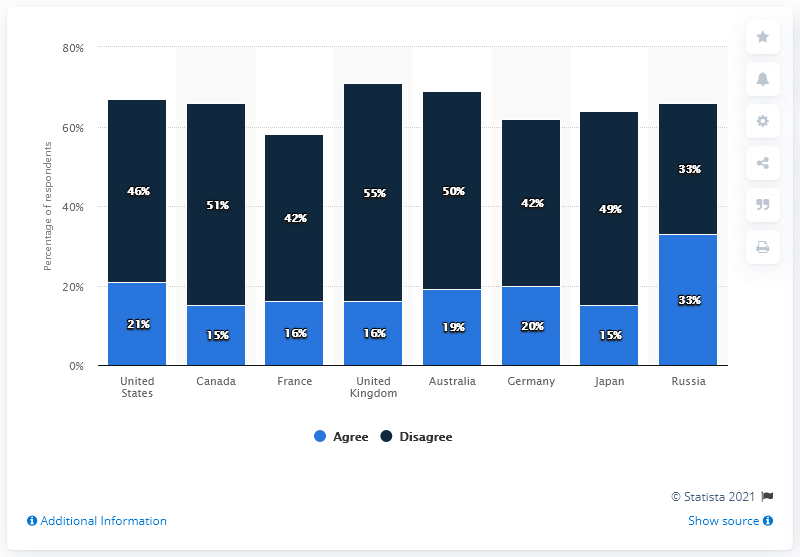 80%
60%
40%
20%
0%
Percentage of respondents
46% 51% 42% 55% 50% 42% 49% 33%
21% 15% 16% 16% 19% 20% 15% 33%
United States
Canada
France
United Kingdom
Australia
Germany
Japan
Russia
Agree Disagree
© Statista 2021
Additional Information
Show source